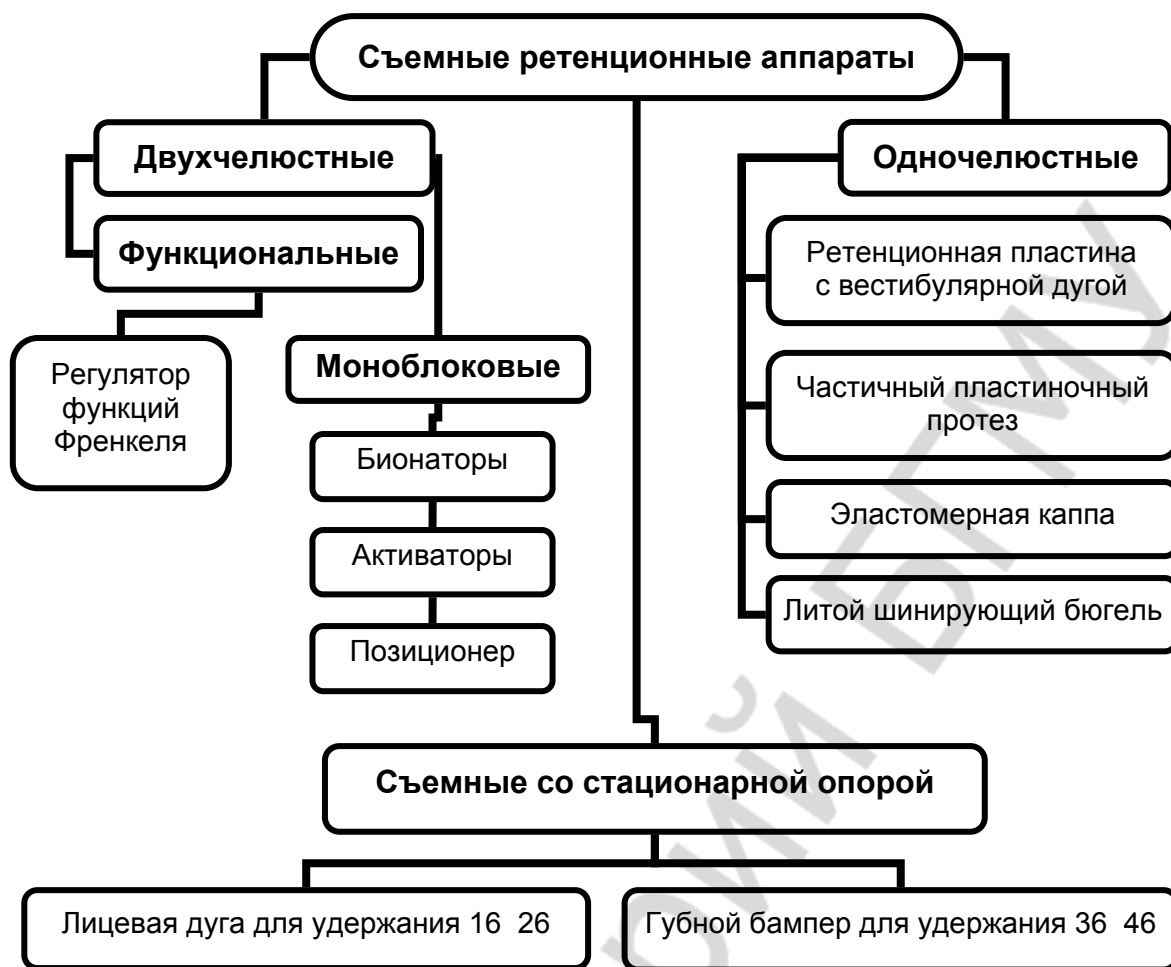 Съемные ретенционные аппараты
Двухчелюстные
Функциональные
Регулятор
функций
Френкеля
Моноблоковые
Бионаторы
Активаторы
Позиционер
Одночелюстные
Ретенционная пластина
с вестибулярной дугой
Частичный пластиночный
протез
Эластомерная каппа
Литой шинирующий бюгель
Съемные со стационарной опорой
Лицевая дуга для удержания 16 26
Губной бампер для удержания 36 46
рий БГМУ